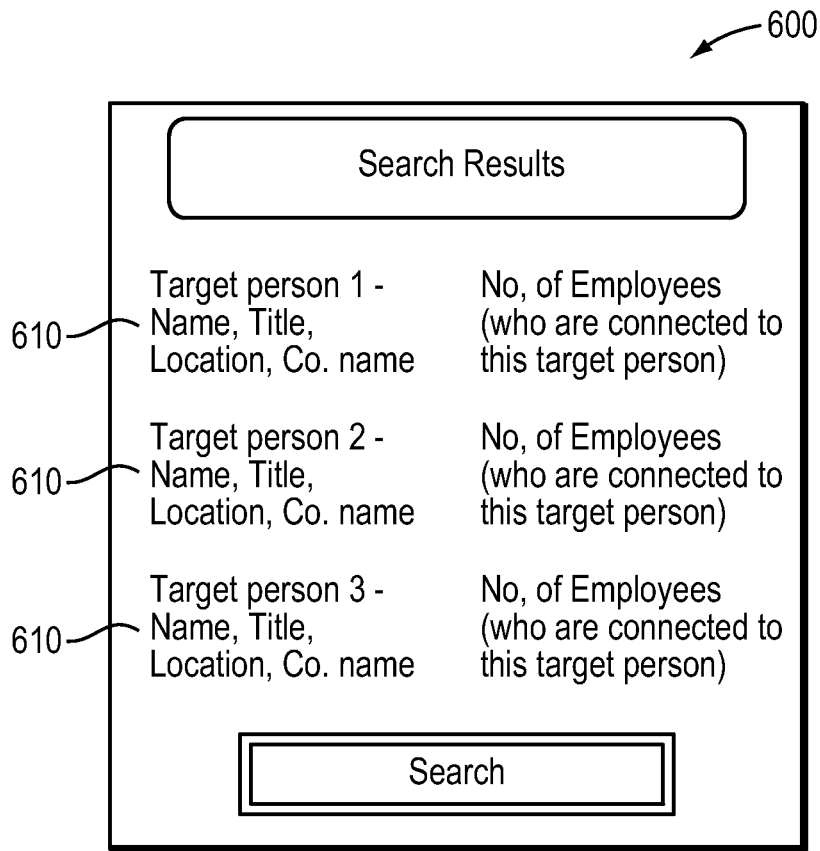 600
Search Results
Target person 1 -
Name, Title,
Location, Co. name
610
No, of Employees
(who are connected to
this target person)
Target person 2 -
Name, Title,
Location, Co. name
610
No, of Employees
(who are connected to
this target person)
Target person 3 -
Name, Title,
Location, Co. name
610
No, of Employees
(who are connected to
this target person)
Search